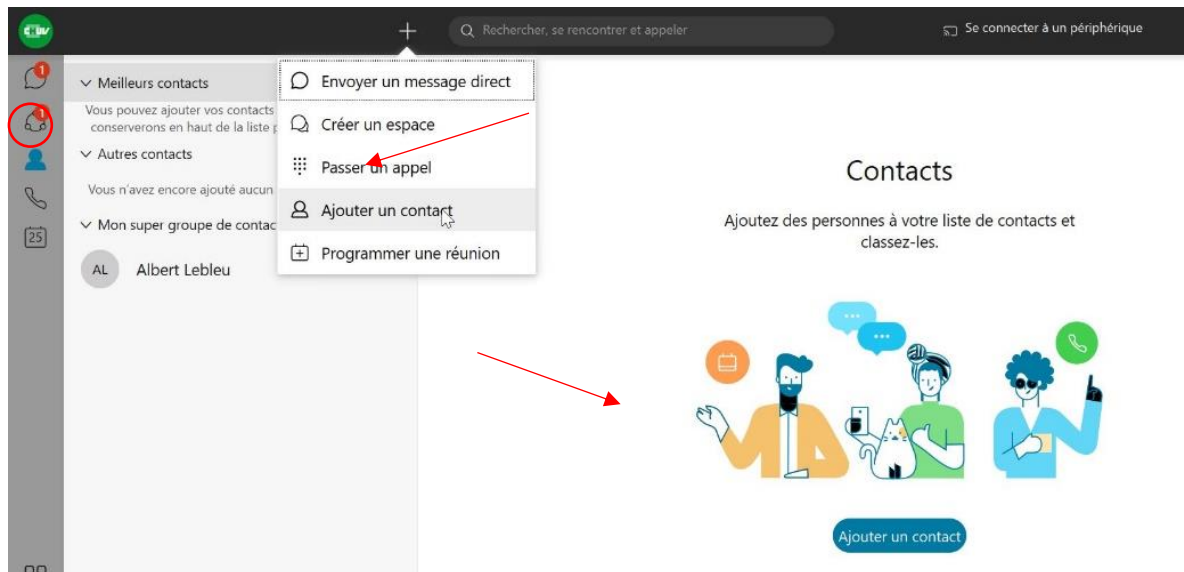 Rechercher, se rencontrer et appeler
Se connecter à un périphérique
1
Meilleurs contacts
Vous pouvez ajouter vos contacts
conserverons en haut de la liste
1
Autres contacts
Vous n'avez encore ajouté aucun
Mon super groupe de contac
25
AL
Albert Lebleu
Envoyer un message direct
Créer un espace
Passer un appel
Ajouter un contact
Programmer une réunion
Contacts
Ajoutez des personnes à votre liste de contacts et
classez-les.
Ajouter un contact